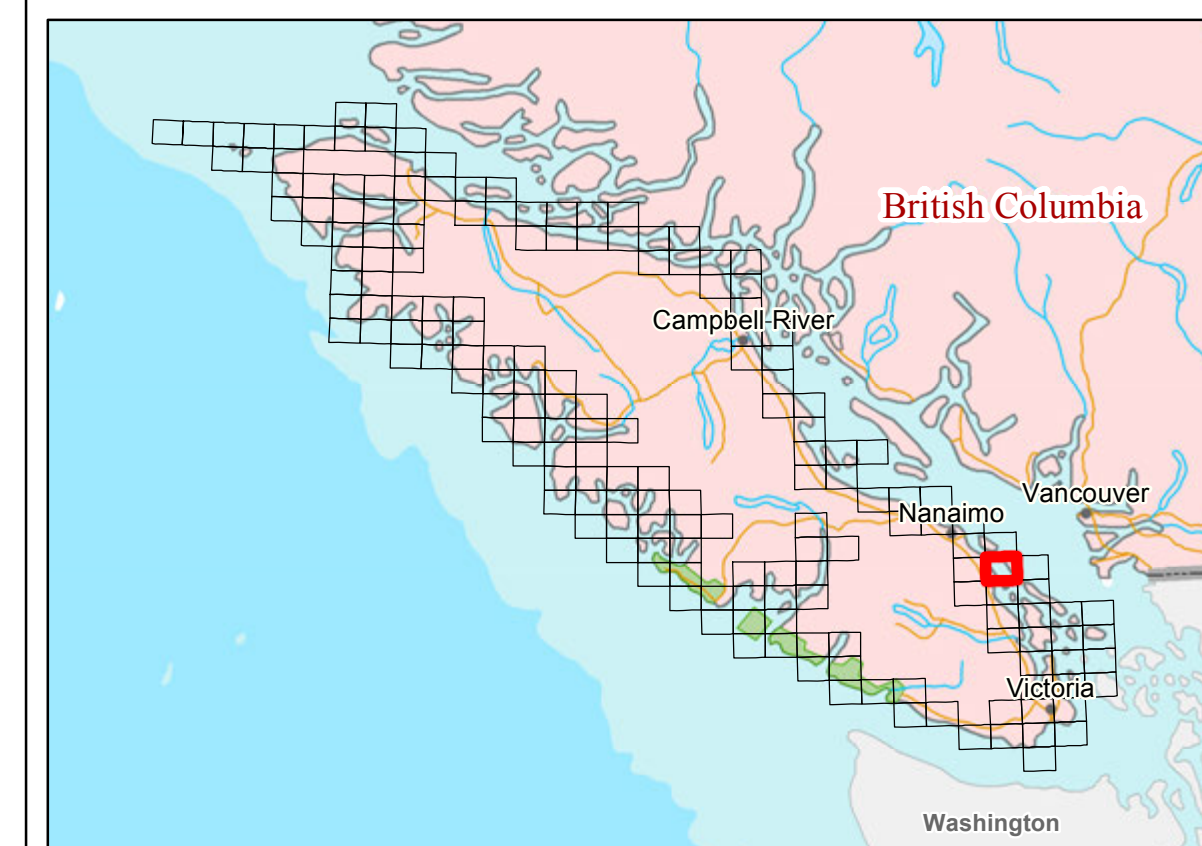 British Columbia
Campbell River
Vancouver
Nanaimo
Victoria
Washington